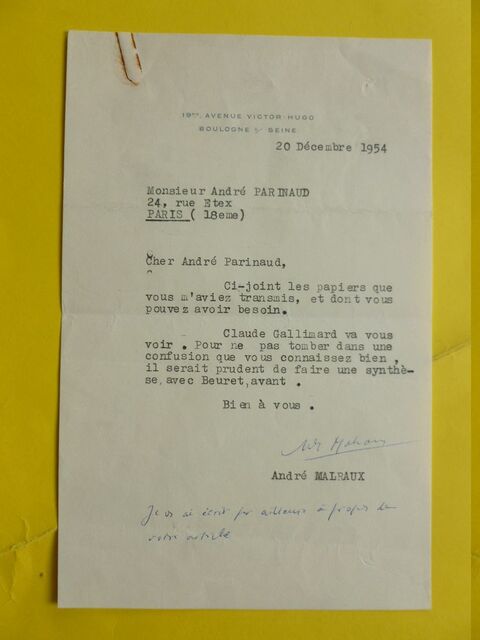 19bis, AVENUE VICTOR-HUGO
BOULOGNE s/ SEINE
20 Décembre 1954
Monsieur André PARINAUD
24, rue Etex
PARIS ( 18eme)
Cher André Parinaud,
Ci-joint les papiers que
vous m'aviez transmis, et dont vous
pouvez avoir besoin.
Claude Gallimard va vous
voir . Pour ne pas tomber dans une
confusion que vous connaissez bien ,
il serait prudent de faire une synthè-
se, avec Beuret,avant .
Bien à vous .
André MALRAUX
Je vs ai écrit par ailleurs à propos de
votre article